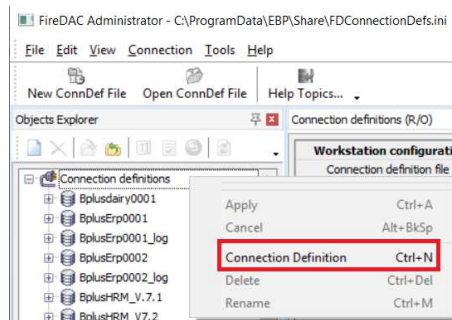 FireDAC Administrator - C:\ProgramData\EBP\Share\FDConnectionDefs.ini
File Edit View Connection Tools Help
New ConnDef File Open ConnDef File Help Topics...
Objects Explorer
Connection definitions (R/O)
Workstation configurati
Connection definition file
Connection definitions
Bplusdairy0001
BplusErp0001
BplusErp0001_log
BplusErp0002
BplusErp0002_log
BplusHRM_V.7.1
BplusHRM_V7.2
Apply Ctrl+A
Cancel Alt+BkSp
Connection Definition Ctrl+N
Delete Ctrl+Del
Rename Ctrl+M